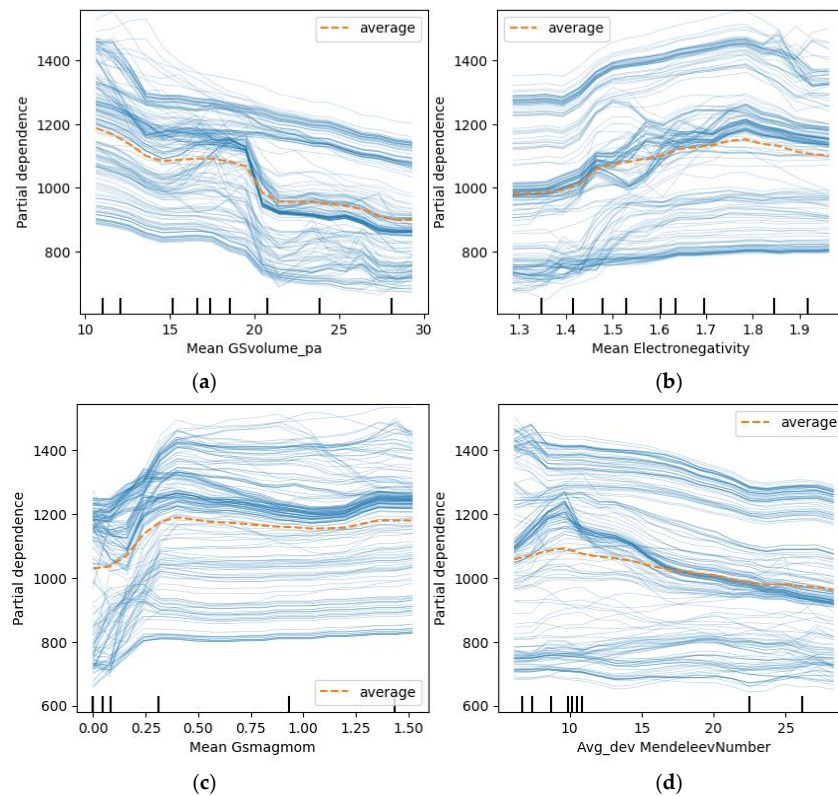 average
1400
1200
1000
800
Partial dependence
10 15 20 25 30
Mean GSvolume_pa
(a)
average
1400
1200
1000
800
Partial dependence
1.3 1.4 1.5 1.6 1.7 1.8 1.9
Mean Electronegativity
(b)
1400
1200
1000
800
600
Partial dependence
average
0.00 0.25 0.50 0.75 1.00 1.25 1.50
Mean Gsmagmom
(c)
average
1400
1200
1000
800
600
Partial dependence
10 15 20 25
Avg_dev MendeleevNumber
(d)